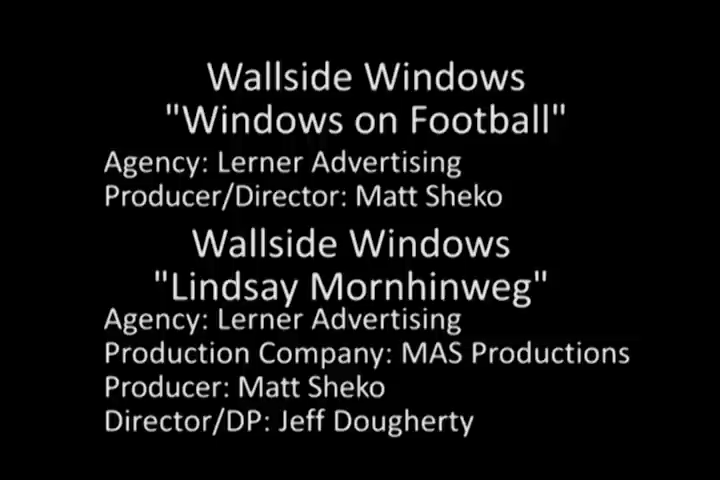 Wallside Windows
"Windows on Football"
Agency: Lerner Advertising
Producer/Director: Matt Sheko
Wallside Windows
"Lindsay Mornhinweg"
Agency: Lerner Advertising
Production Company: MAS Productions
Producer: Matt Sheko
Director/DP: Jeff Dougherty